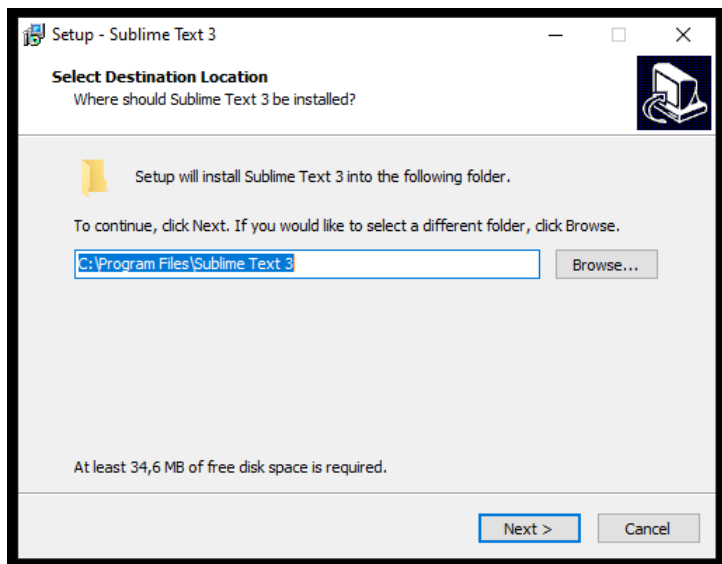 Setup - Sublime Text 3
Select Destination Location
Where should Sublime Text 3 be installed?
Setup will install Sublime Text 3 into the following folder.
To continue, click Next. If you would like to select a different folder, click Browse.
C:\Program Files\Sublime Text 3
Browse...
At least 34,6 MB of free disk space is required.
Next >
Cancel